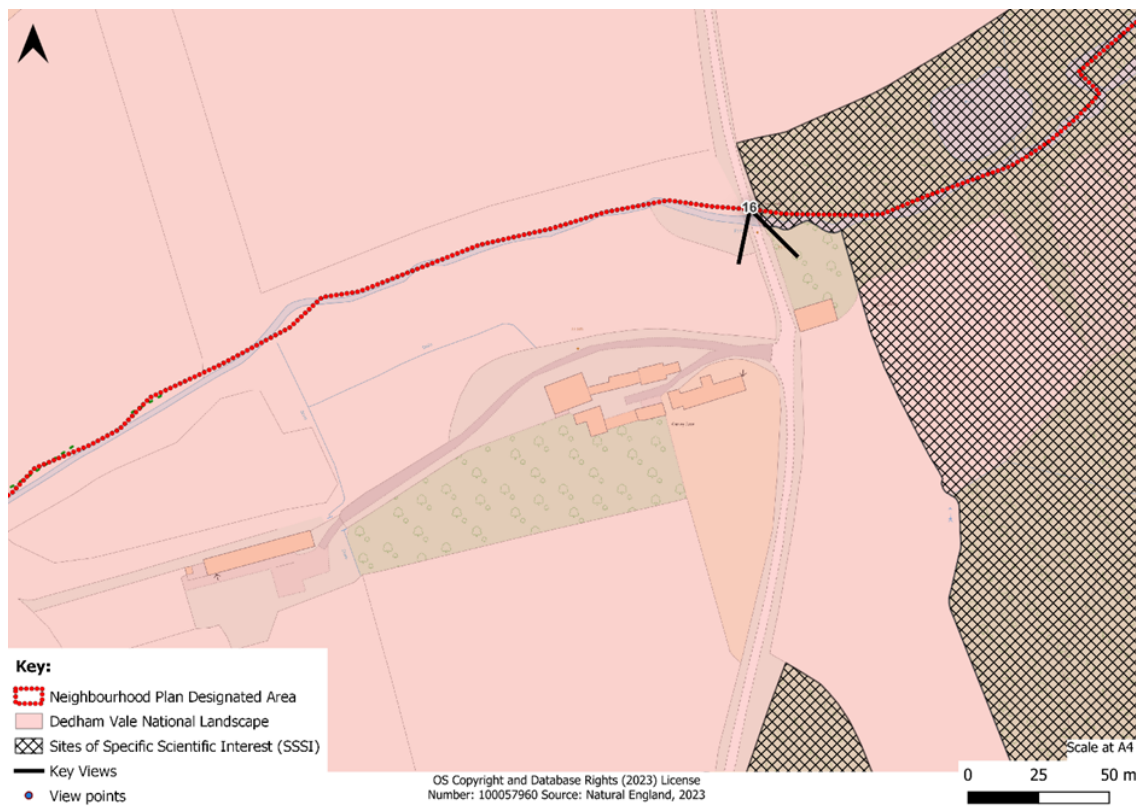 16
Key:
Neighbourhood Plan Designated Area
Dedham Vale National Landscape
Sites of Specific Scientific Interest (SSSI)
Key Views
View points
OS Copyright and Database Rights (2023) License
Number: 100057960 Source: Natural England, 2023
Scale at A4
0 25 50 m